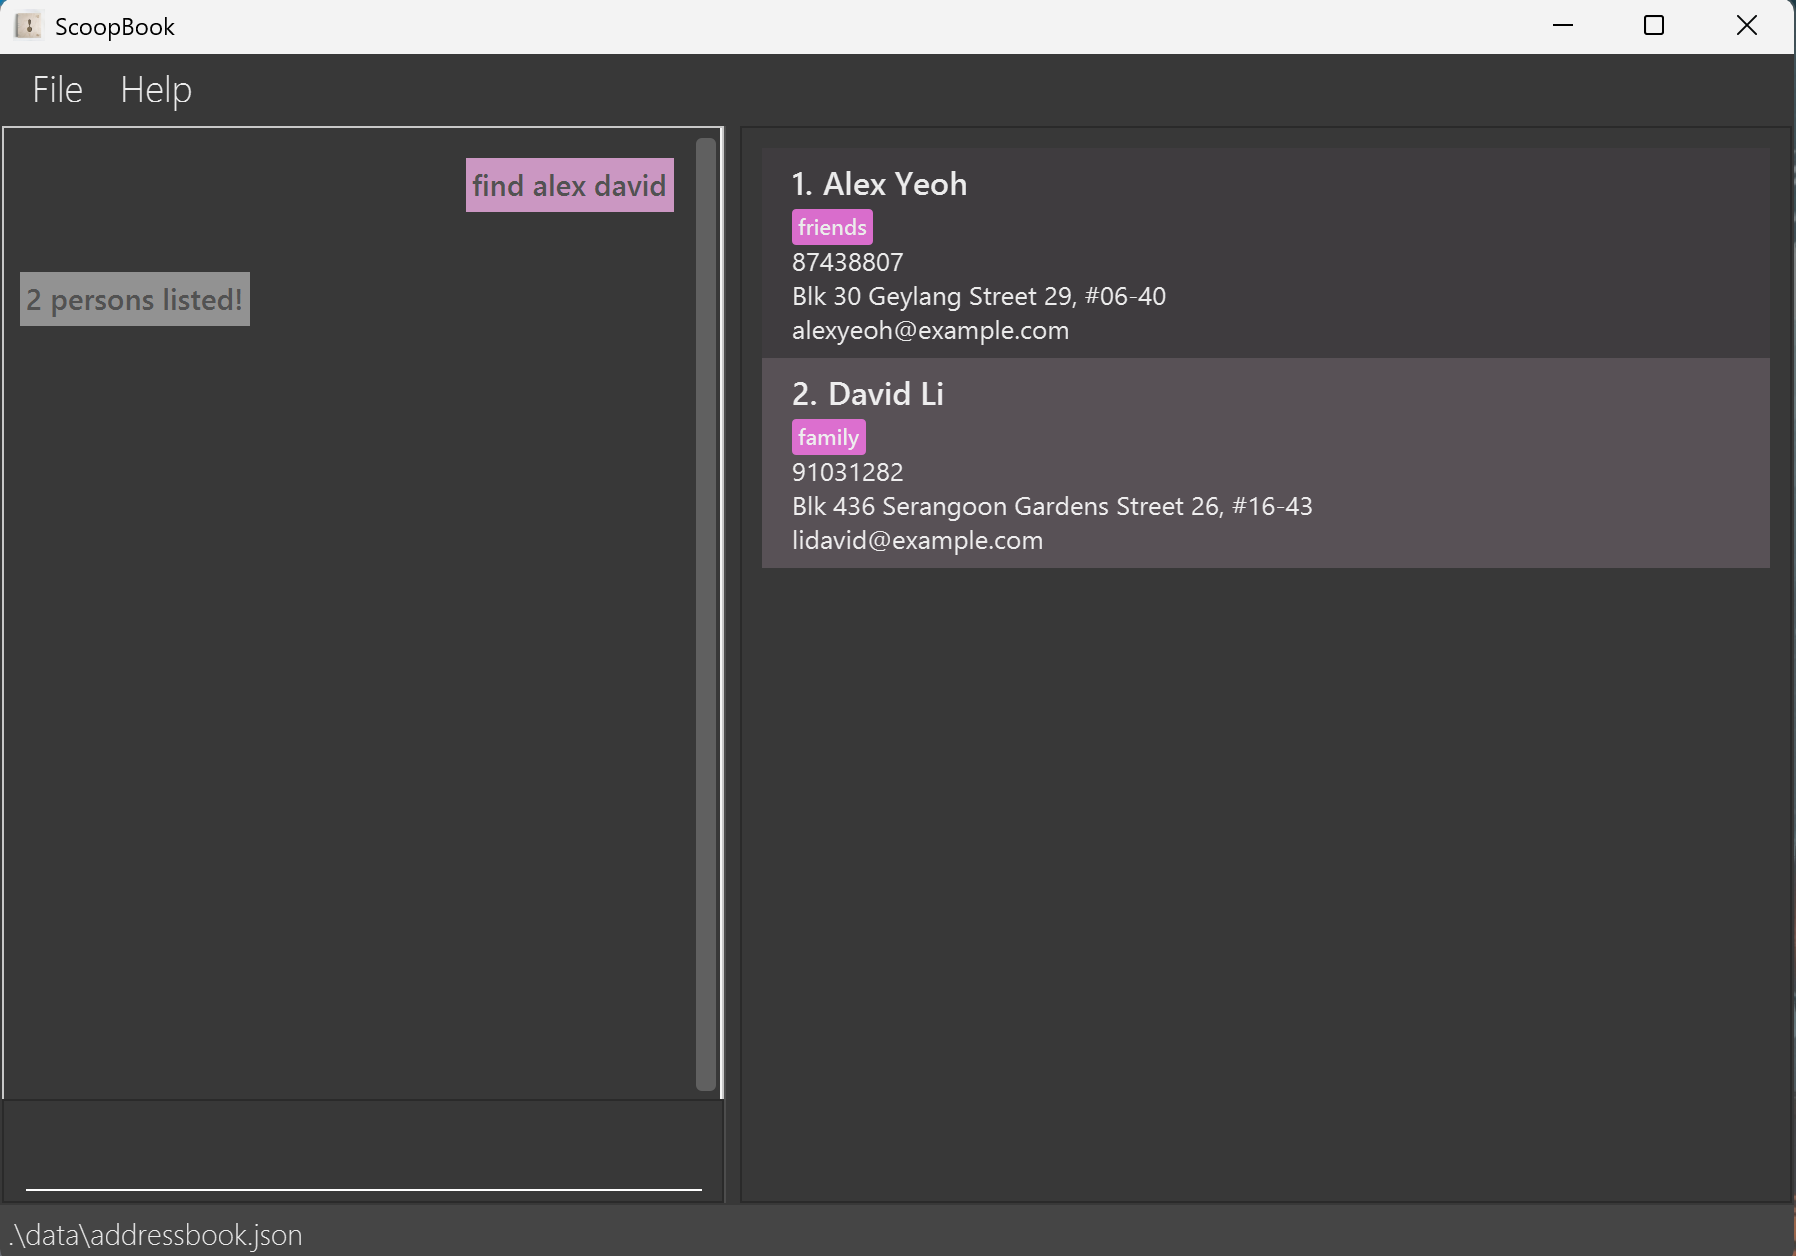 ScoopBook
File Help
find alex david
2 persons listed!
1. Alex Yeoh
friends
87438807
Blk 30 Geylang Street 29, #06-40
alexyeoh@example.com
2. David Li
family
91031282
Blk 436 Serangoon Gardens Street 26, #16-43
lidavid@example.com
.\data\addressbook.json